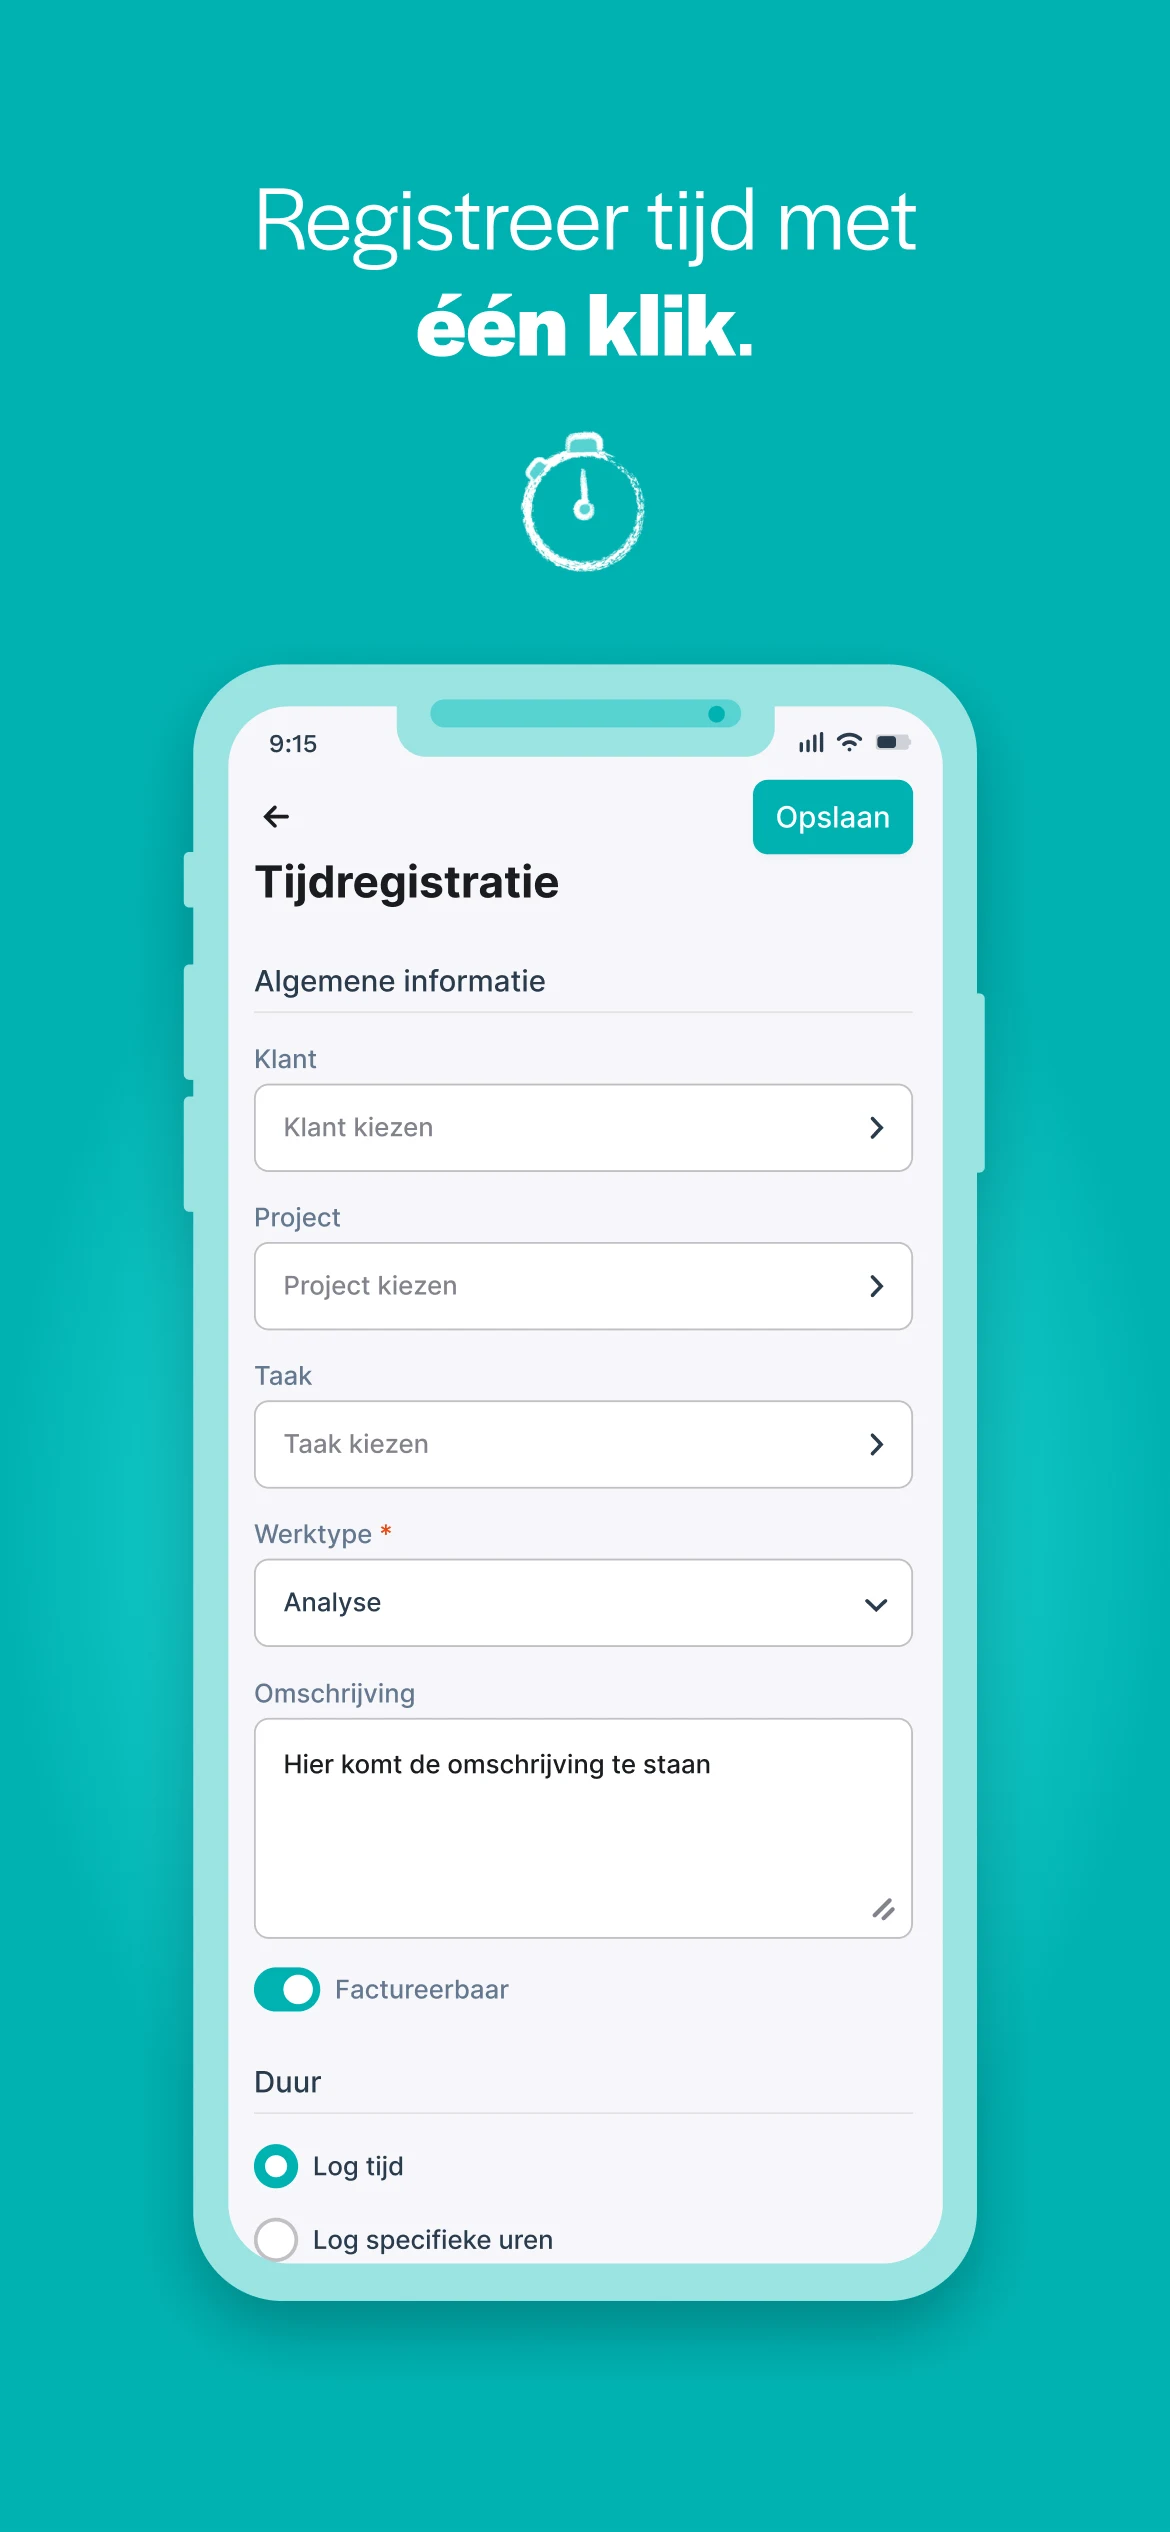 Registreer tijd met
één klik.
9:15
Opslaan
Tijdregistratie
Algemene informatie
Klant
Klant kiezen
Project
Project kiezen
Taak
Taak kiezen
Werktype *
Analyse
Omschrijving
Hier komt de omschrijving te staan
Factureerbaar
Duur
Log tijd
Log specifieke uren